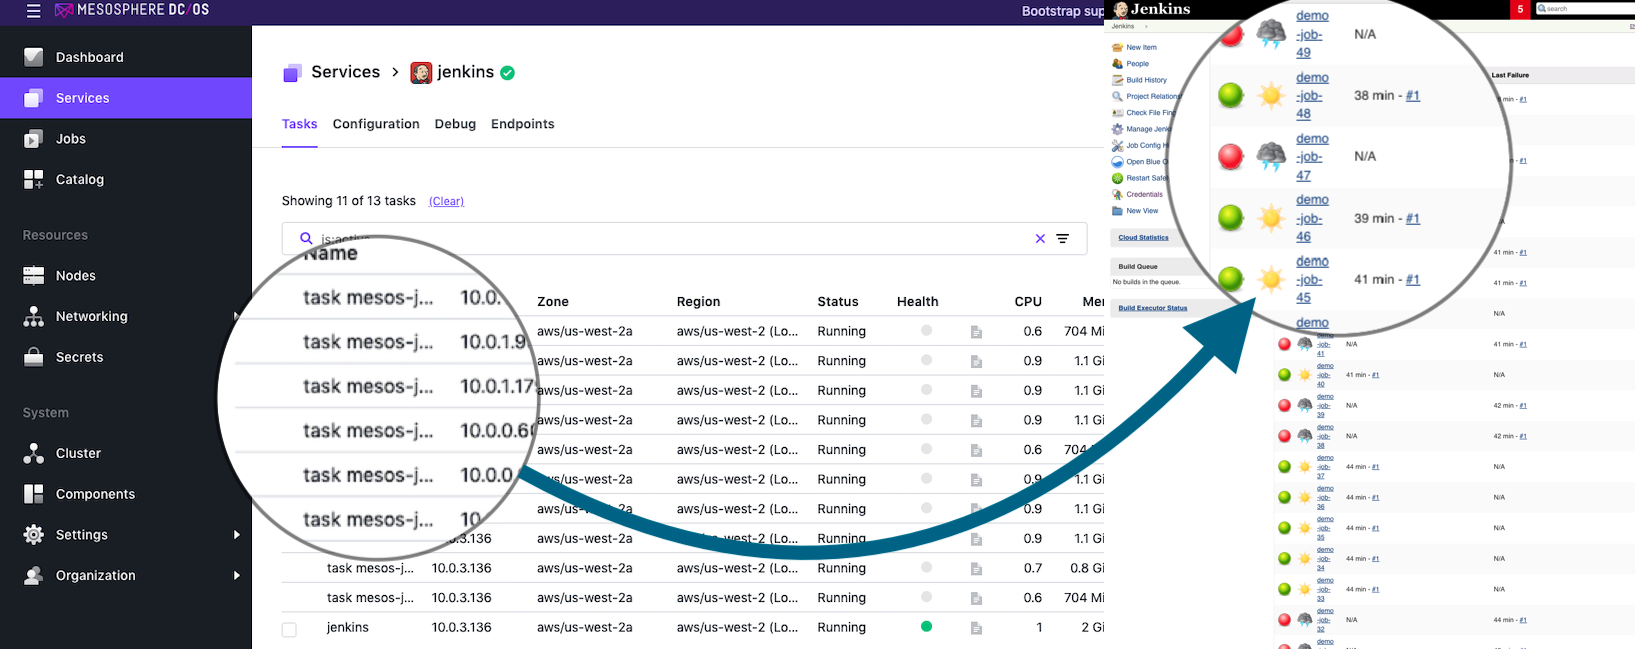 MESOSPHERE DC/OS
Bootstrap sup
Dashboard
Services
Jobs
Catalog
Resources
Nodes
Networking
Secrets
System
Cluster
Components
Settings
Organization
Services > jenkins
Tasks Configuration Debug Endpoints
Showing 11 of 13 tasks (Clear)
is:active
Name
task mesos-j... 10.0.
task mesos-j... 10.0.1.9
task mesos-j... 10.0.1.17
task mesos-j... 10.0.0.6
task mesos-j... 10.0.0
task mesos-j... 10
Zone Region Status Health CPU Mem
aws/us-west-2a aws/us-west-2 (Lo... Running 0.6 704 Mi
aws/us-west-2a aws/us-west-2 (Lo... Running 0.9 1.1 Gi
aws/us-west-2a aws/us-west-2 (Lo... Running 0.9 1.1 Gi
aws/us-west-2a aws/us-west-2 (Lo... Running 0.9 1.1 Gi
aws/us-west-2a aws/us-west-2 (Lo... Running 0.6 704
aws/us-west-2a aws/us-west-2 (Lo... Running 0.9 1.1 Gi
aws/us-west-2a aws/us-west-2 (Lo... Running 0.9 1.1 Gi
.0.3.136 aws/us-west-2a aws/us-west-2 (Lo... Running 0.9 1.1 Gi
task mesos-j... 10.0.3.136 aws/us-west-2a aws/us-west-2 (Lo... Running 0.7 0.8 Gi
task mesos-j... 10.0.3.136 aws/us-west-2a aws/us-west-2 (Lo... Running 0.6 704 Mi
jenkins 10.0.3.136 aws/us-west-2a aws/us-west-2 (Lo... Running 1 2 Gi
Jenkins
5
search
Jenkins
New Item
People
Build History
Project Relations
Check File Fing
Manage Jenk
Job Config H
Open Blue O
Restart Safe
Credentials
New View
Cloud Statistics
Build Queue
No builds in the queue.
Build Executor Status
Last Failure
demo
-job-
49
N/A
demo
-job-
48
38 min - #1
demo
-job-
47
N/A
demo
-job-
46
39 min - #1
demo
-job-
45
41 min - #1
demo
min - #1
#1
41 min - #1
41 min - #1
N/A
demo
-job-
41
N/A
41 min - #1
demo
-job-
40
41 min - #1
N/A
demo
-job-
39
N/A
42 min - #1
demo
-job-
38
N/A
42 min - #1
demo
-job-
37
44 min - #1
N/A
demo
-job-
36
44 min - #1
N/A
demo
-job-
35
44 min - #1
N/A
demo
-job-
34
44 min - #1
N/A
demo
-job-
33
44 min - #1
N/A
demo
-job-
32
N/A
44 min - #1
demo